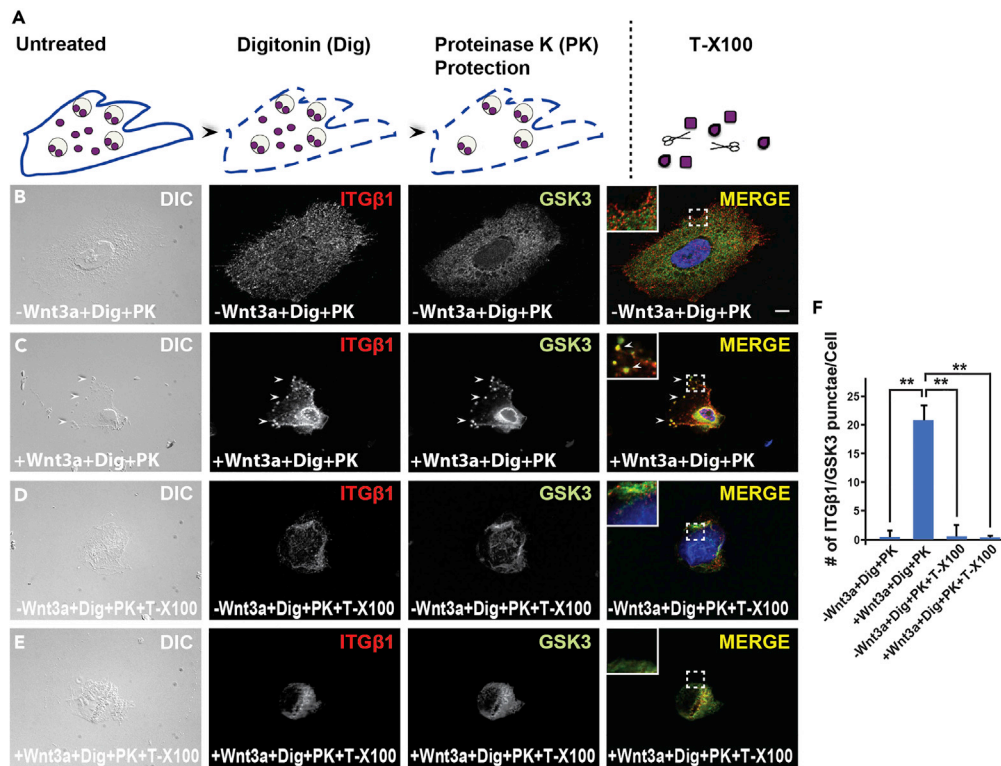 A
Untreated
Digitonin (Dig)
Proteinase K (PK)
Protection
T-X100
B
DIC
ITGβ1
GSK3
MERGE
-Wnt3a+Dig+PK
-Wnt3a+Dig+PK
-Wnt3a+Dig+PK
-Wnt3a+Dig+PK
C
DIC
ITGβ1
GSK3
MERGE
+Wnt3a+Dig+PK
+Wnt3a+Dig+PK
+Wnt3a+Dig+PK
+Wnt3a+Dig+PK
D
DIC
ITGβ1
GSK3
MERGE
-Wnt3a+Dig+PK+T-X100
-Wnt3a+Dig+PK+T-X100
-Wnt3a+Dig+PK+T-X100
-Wnt3a+Dig+PK+T-X100
E
DIC
ITGβ1
GSK3
MERGE
+Wnt3a+Dig+PK+T-X100
+Wnt3a+Dig+PK+T-X100
+Wnt3a+Dig+PK+T-X100
+Wnt3a+Dig+PK+T-X100
F
# of ITGβ1/GSK3 punctae/Cell
25
20
15
10
5
0
**
**
**
-Wnt3a+Dig+PK
+Wnt3a+Dig+PK
-Wnt3a+Dig+PK+T-X100
+Wnt3a+Dig+PK+T-X100